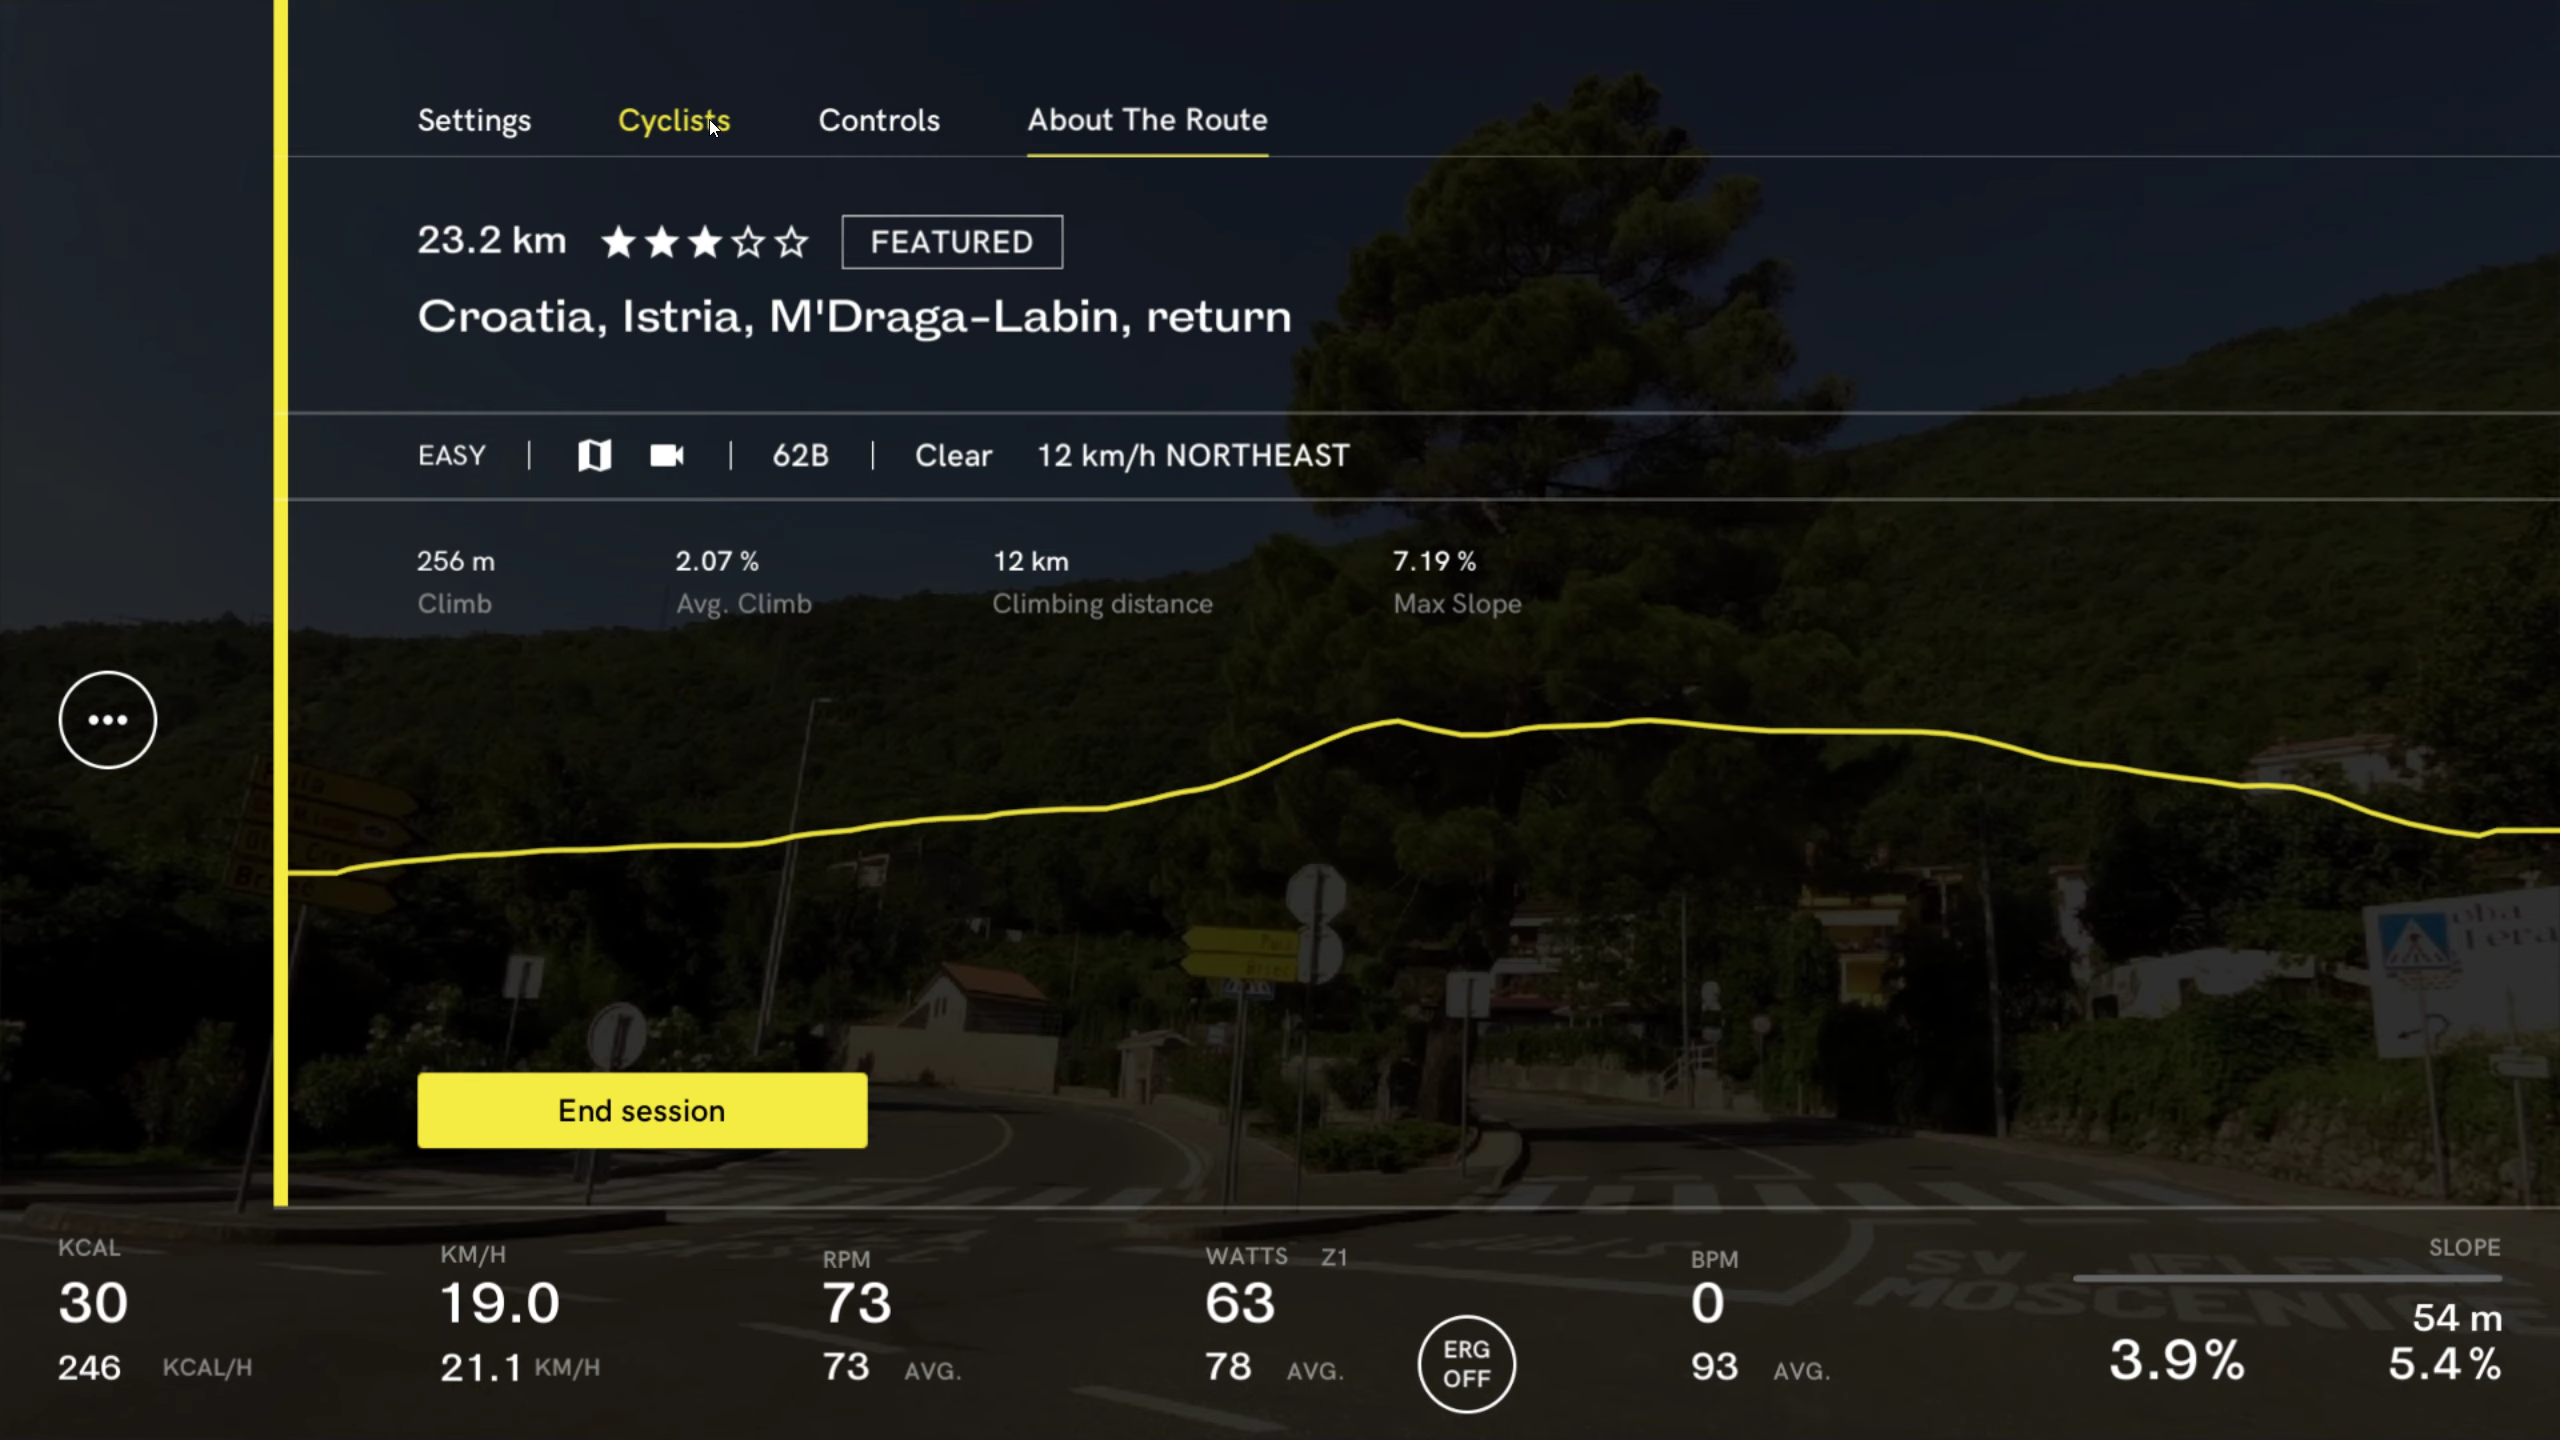 Settings Cyclists Controls About The Route
23.2 km FEATURED
Croatia, Istria, M'Draga-Labin, return
EASY | | 62B | Clear 12 km/h NORTHEAST
256 m 2.07 % 12 km 7.19 %
Climb Avg. Climb Climbing distance Max Slope
Brsec
End session
KCAL KM/H RPM WATTS Z1 BPM SLOPE
30 19.0 73 63 0 54 m
246 KCAL/H 21.1 KM/H 73 AVG. 78 AVG. ERG OFF 93 AVG. 3.9% 5.4%